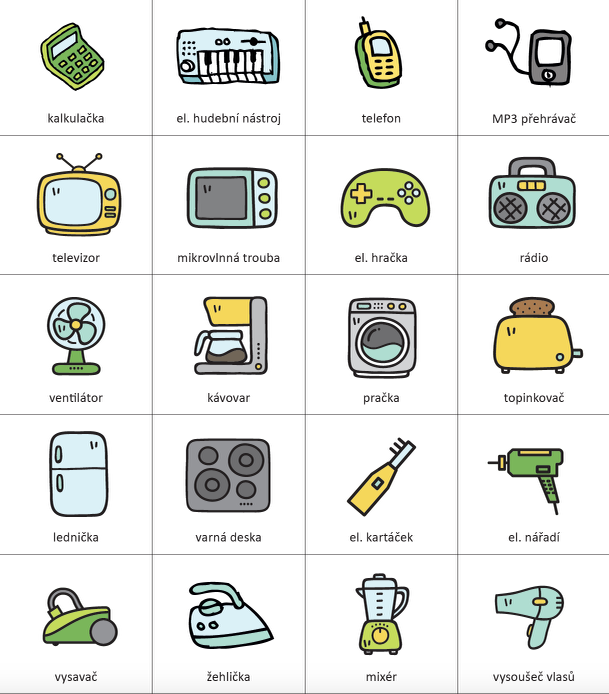 kalkulačka
el. hudební nástroj
telefon
MP3 přehrávač
televizor
mikrovlnná trouba
el. hračka
rádio
ventilátor
kávovar
pračka
topinkovač
lednička
varná deska
el. kartáček
el. nářadí
vysavač
žehlička
mixér
vysoušeč vlasů